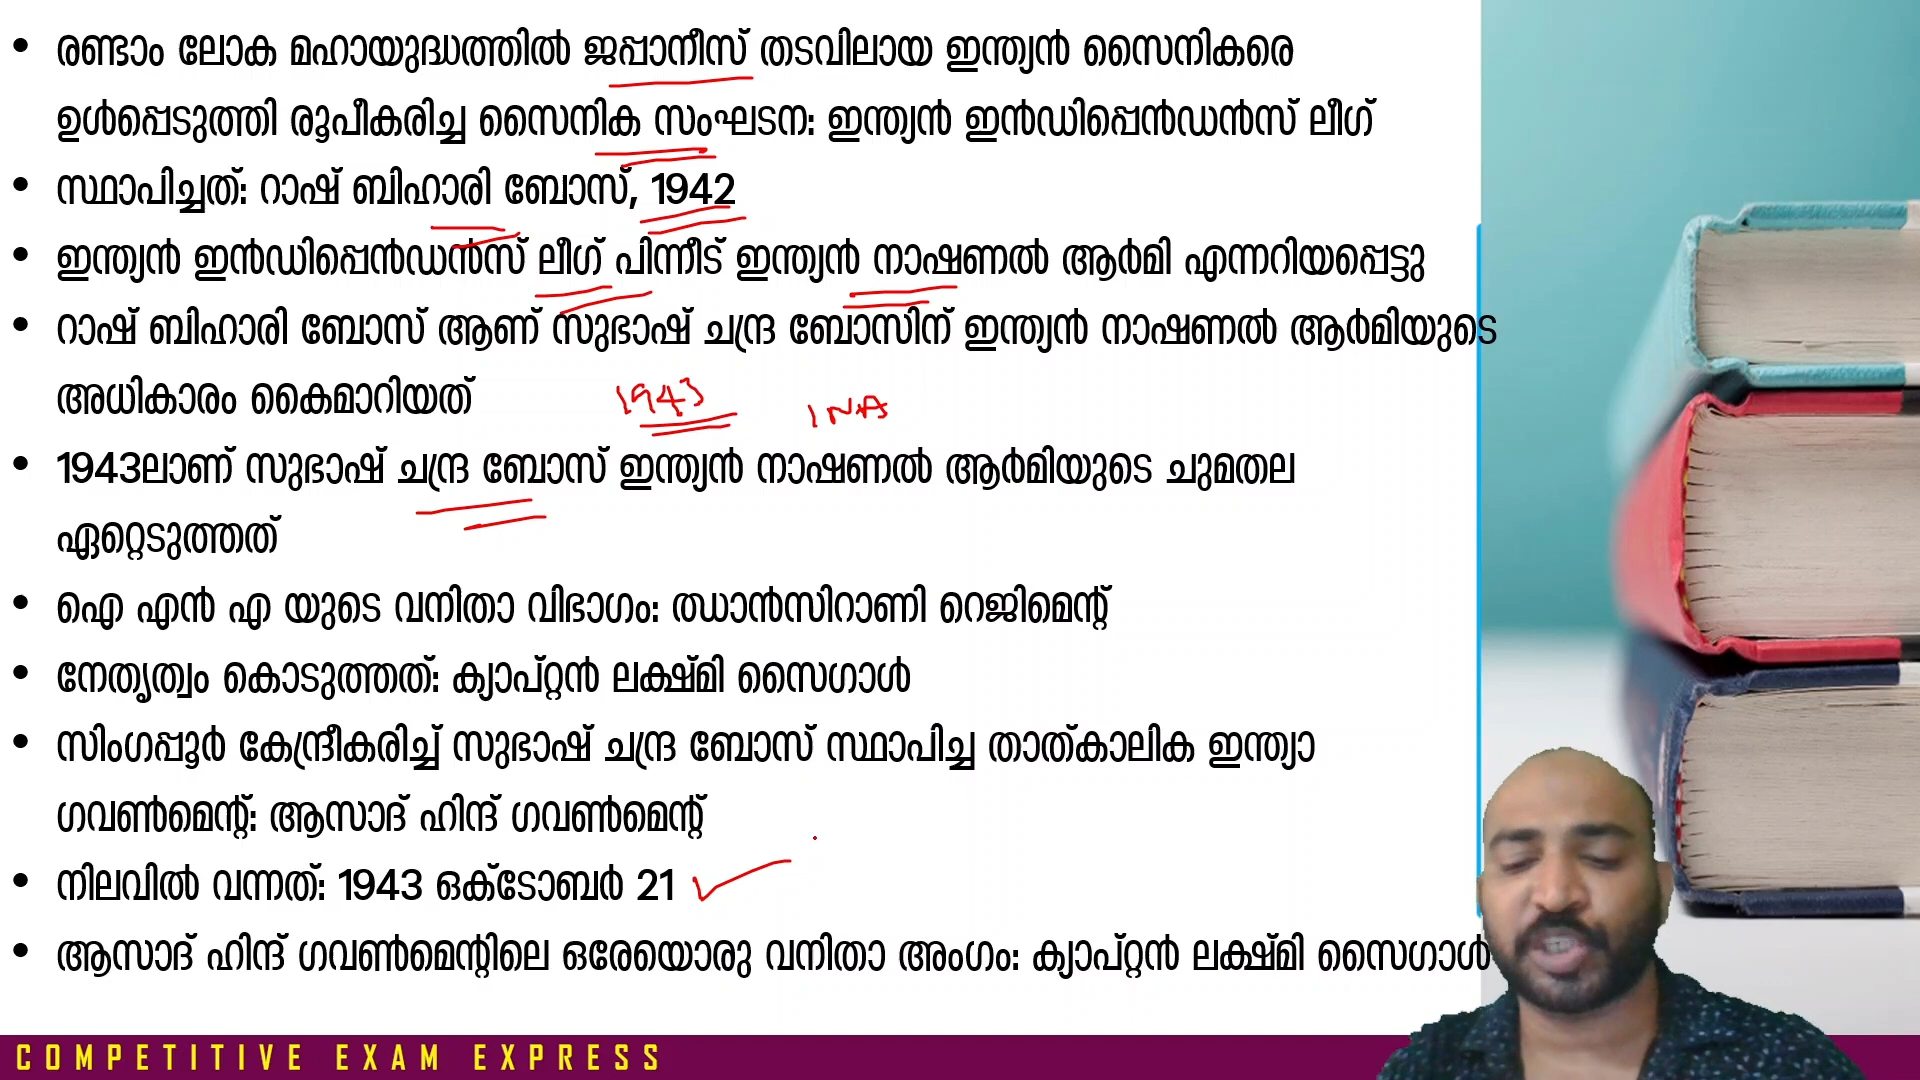 • രണ്ടാം ലോക മഹായുദ്ധത്തിൽ ജപ്പാനീസ് തടവിലായ ഇന്ത്യൻ സൈനികരെ
ഉൾപ്പെടുത്തി രൂപീകരിച്ച സൈനിക സംഘടന: ഇന്ത്യൻ ഇൻഡിപ്പെൻഡൻസ് ലീഗ്
• സ്ഥാപിച്ചത്: റാഷ് ബിഹാരി ബോസ്, 1942
• ഇന്ത്യൻ ഇൻഡിപ്പെൻഡൻസ് ലീഗ് പിന്നീട് ഇന്ത്യൻ നാഷണൽ ആർമി എന്നറിയപ്പെട്ടു
• റാഷ് ബിഹാരി ബോസ് ആണ് സുഭാഷ് ചന്ദ്ര ബോസിന് ഇന്ത്യൻ നാഷണൽ ആർമിയുടെ
അധികാരം കൈമാറിയത്
1943 INA
• 1943ലാണ് സുഭാഷ് ചന്ദ്ര ബോസ് ഇന്ത്യൻ നാഷണൽ ആർമിയുടെ ചുമതല
ഏറ്റെടുത്തത്
• ഐ എൻ എ യുടെ വനിതാ വിഭാഗം: ഝാൻസിറാണി റെജിമെന്റ്
• നേതൃത്വം കൊടുത്തത്: ക്യാപ്റ്റൻ ലക്ഷ്മി സൈഗാൾ
• സിംഗപ്പൂർ കേന്ദ്രീകരിച്ച് സുഭാഷ് ചന്ദ്ര ബോസ് സ്ഥാപിച്ച താത്കാലിക ഇന്ത്യാ
ഗവൺമെന്റ്: ആസാദ് ഹിന്ദ് ഗവൺമെന്റ്
• നിലവിൽ വന്നത്: 1943 ഒക്ടോബർ 21
• ആസാദ് ഹിന്ദ് ഗവൺമെന്റിലെ ഒരേയൊരു വനിതാ അംഗം: ക്യാപ്റ്റൻ ലക്ഷ്മി സൈഗാൾ
COMPETITIVE EXAM EXPRESS